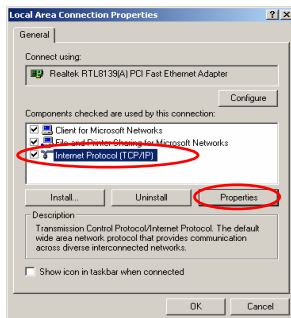 Local Area Connection Properties
General
Connect using:
Realtek RTL8139(A) PCI Fast Ethernet Adapter
Configure
Components checked are used by this connection:
Client for Microsoft Networks
File and Printer Sharing for Microsoft Networks
Internet Protocol (TCP/IP)
Install...
Uninstall
Properties
Description
Transmission Control Protocol/Internet Protocol. The default
wide area network protocol that provides communication
across diverse interconnected networks.
Show icon in taskbar when connected
OK
Cancel